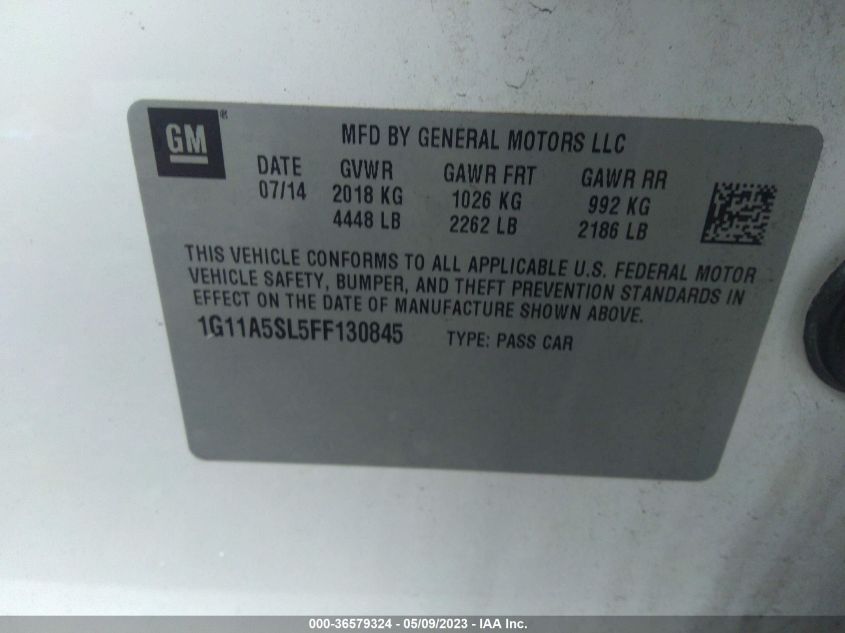 GM®
MFD BY GENERAL MOTORS LLC
DATE GVWR GAWR FRT GAWR RR
07/14 2018 KG 1026 KG 992 KG
4448 LB 2262 LB 2186 LB
THIS VEHICLE CONFORMS TO ALL APPLICABLE U.S. FEDERAL MOTOR
VEHICLE SAFETY, BUMPER, AND THEFT PREVENTION STANDARDS IN
EFFECT ON THE DATE OF MANUFACTURE SHOWN ABOVE.
1G11A5SL5FF130845 TYPE: PASS CAR
000-36579324 - 05/09/2023 - IAA Inc.